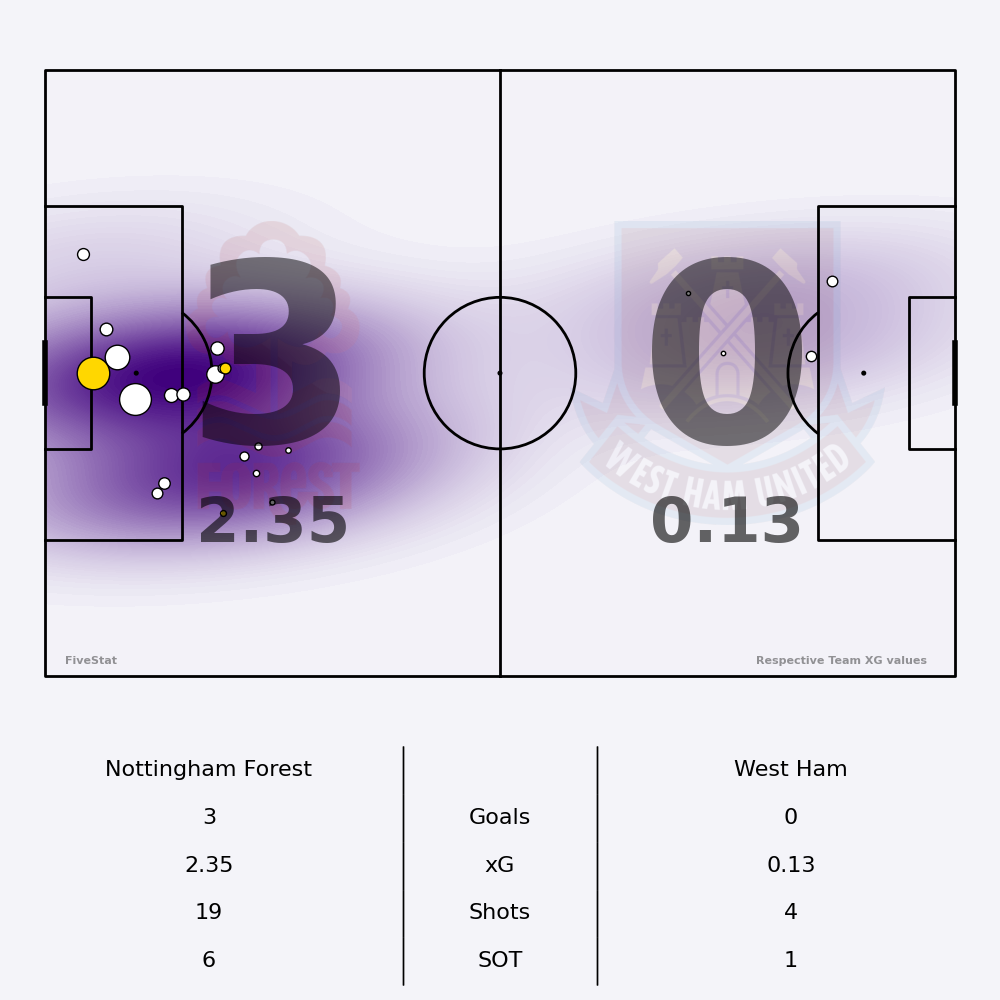 3 0
FOREST
WEST HAM UNITED
2.35 0.13
FiveStat Respective Team XG values
Nottingham Forest West Ham
3 Goals 0
2.35 xG 0.13
19 Shots 4
6 SOT 1